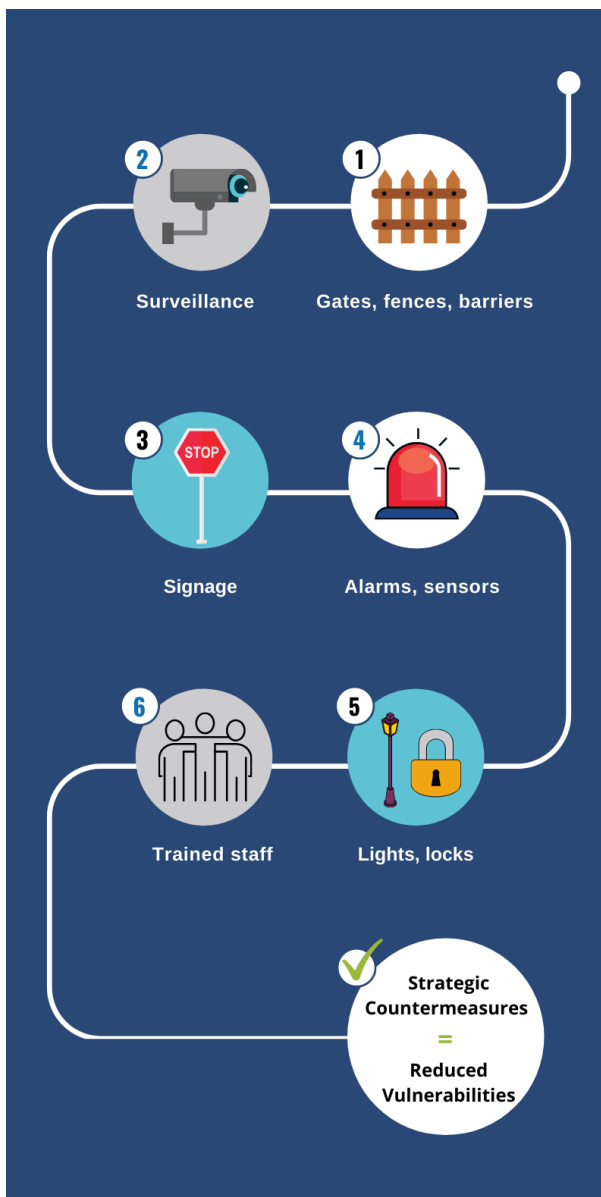 1
Gates, fences, barriers
2
Surveillance
3
STOP
Signage
4
Alarms, sensors
5
Lights, locks
6
Trained staff
Strategic
Countermeasures
=
Reduced
Vulnerabilities